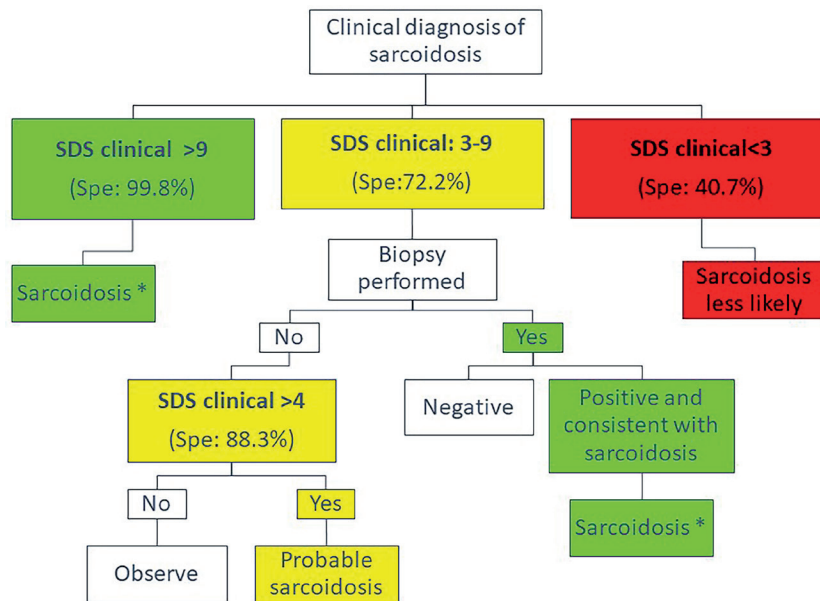 Clinical diagnosis of
sarcoidosis
SDS clinical >9
(Spe: 99.8%)
SDS clinical: 3-9
(Spe:72.2%)
SDS clinical<3
(Spe: 40.7%)
Sarcoidosis *
Biopsy
performed
Sarcoidosis
less likely
No
Yes
SDS clinical >4
(Spe: 88.3%)
Negative
Positive and
consistent with
sarcoidosis
No
Yes
Sarcoidosis *
Observe
Probable
sarcoidosis